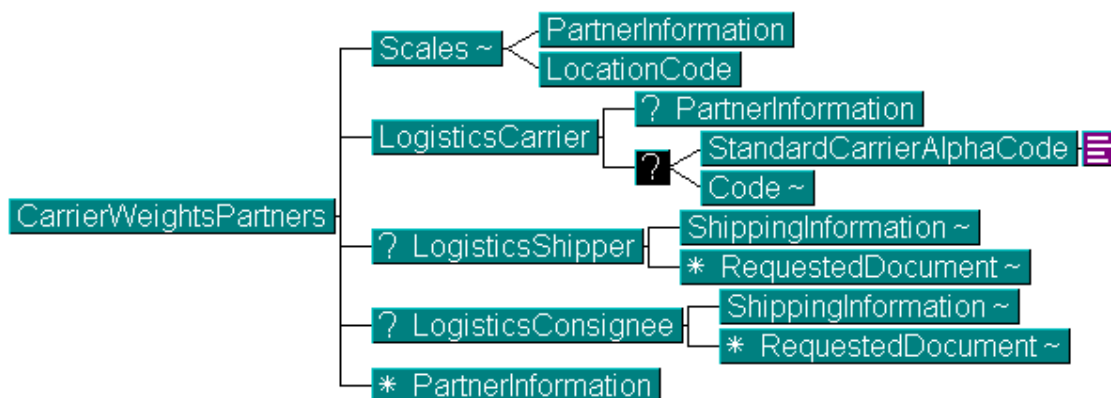 Scales ~
PartnerInformation
LocationCode
LogisticsCarrier
? PartnerInformation
?
StandardCarrierAlphaCode
Code ~
CarrierWeightsPartners
? LogisticsShipper
ShippingInformation ~
* RequestedDocument ~
? LogisticsConsignee
ShippingInformation ~
* RequestedDocument ~
* PartnerInformation